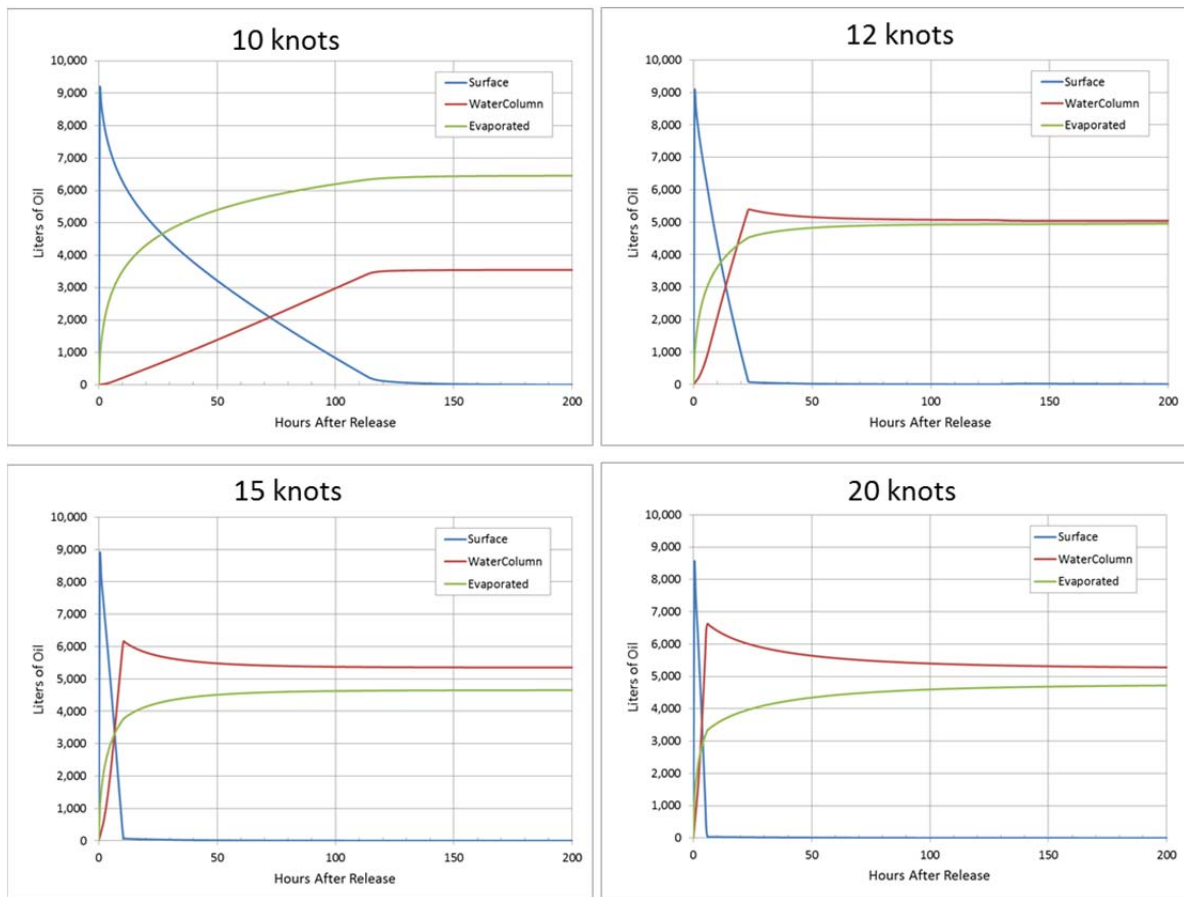 10 knots
10,000
9,000
8,000
7,000
6,000
5,000
4,000
3,000
2,000
1,000
0
Liters of Oil
Surface
WaterColumn
Evaporated
0 50 100 150 200
Hours After Release
12 knots
10,000
9,000
8,000
7,000
6,000
5,000
4,000
3,000
2,000
1,000
0
Liters of Oil
Surface
WaterColumn
Evaporated
0 50 100 150 200
Hours After Release
15 knots
10,000
9,000
8,000
7,000
6,000
5,000
4,000
3,000
2,000
1,000
0
Liters of Oil
Surface
WaterColumn
Evaporated
0 50 100 150 200
Hours After Release
20 knots
10,000
9,000
8,000
7,000
6,000
5,000
4,000
3,000
2,000
1,000
0
Liters of Oil
Surface
WaterColumn
Evaporated
0 50 100 150 200
Hours After Release